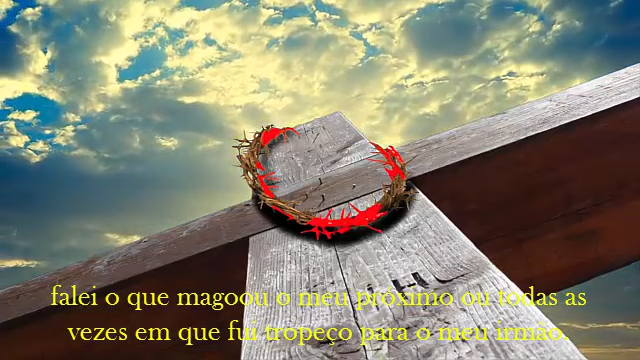 falei o que magoou o meu próximo ou todas as
vezes em que fui tropeço para o meu irmão.